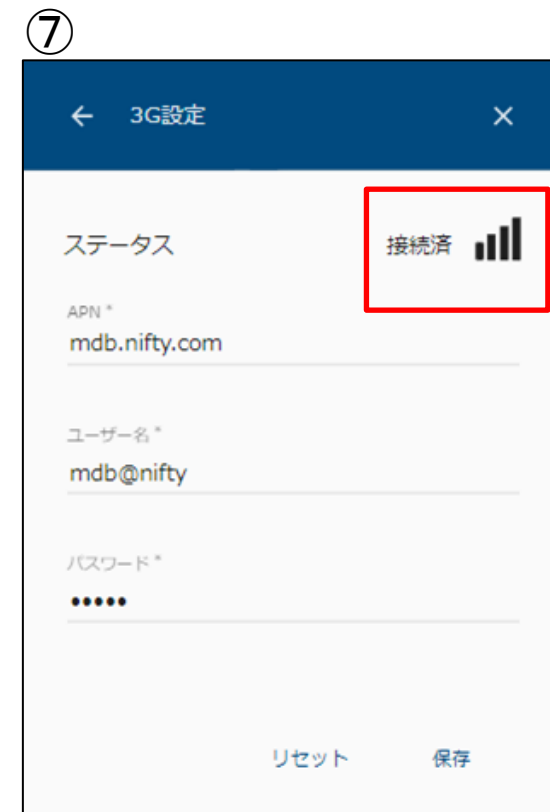 ⑦
← 3G設定 ×
ステータス 接続済
APN *
mdb.nifty.com
ユーザー名 *
mdb@nifty
パスワード *
•••••
リセット 保存